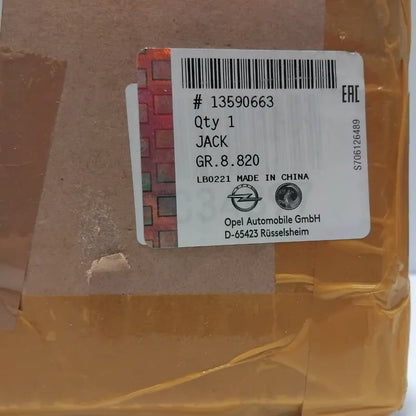 # 13590663
Qty 1
JACK
GR.8.820
LB0221 MADE IN CHINA
Opel Automobile GmbH
D-65423 Rüsselsheim
EAC
S706126489